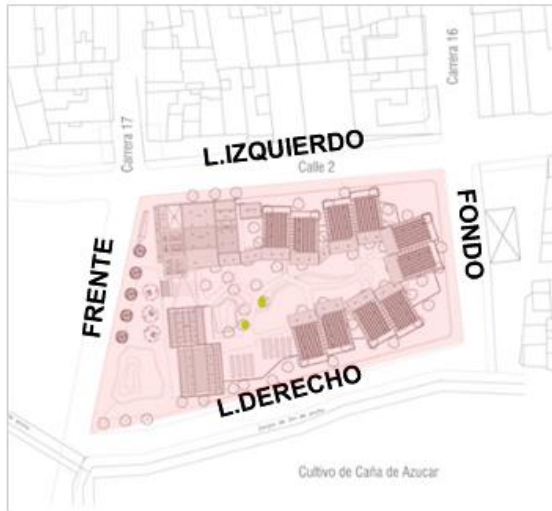 Carrera 16
Carrera 17
L.IZQUIERDO
Calle 2
FRENTE
FONDO
L.DERECHO
Cultivo de Caña de Azucar